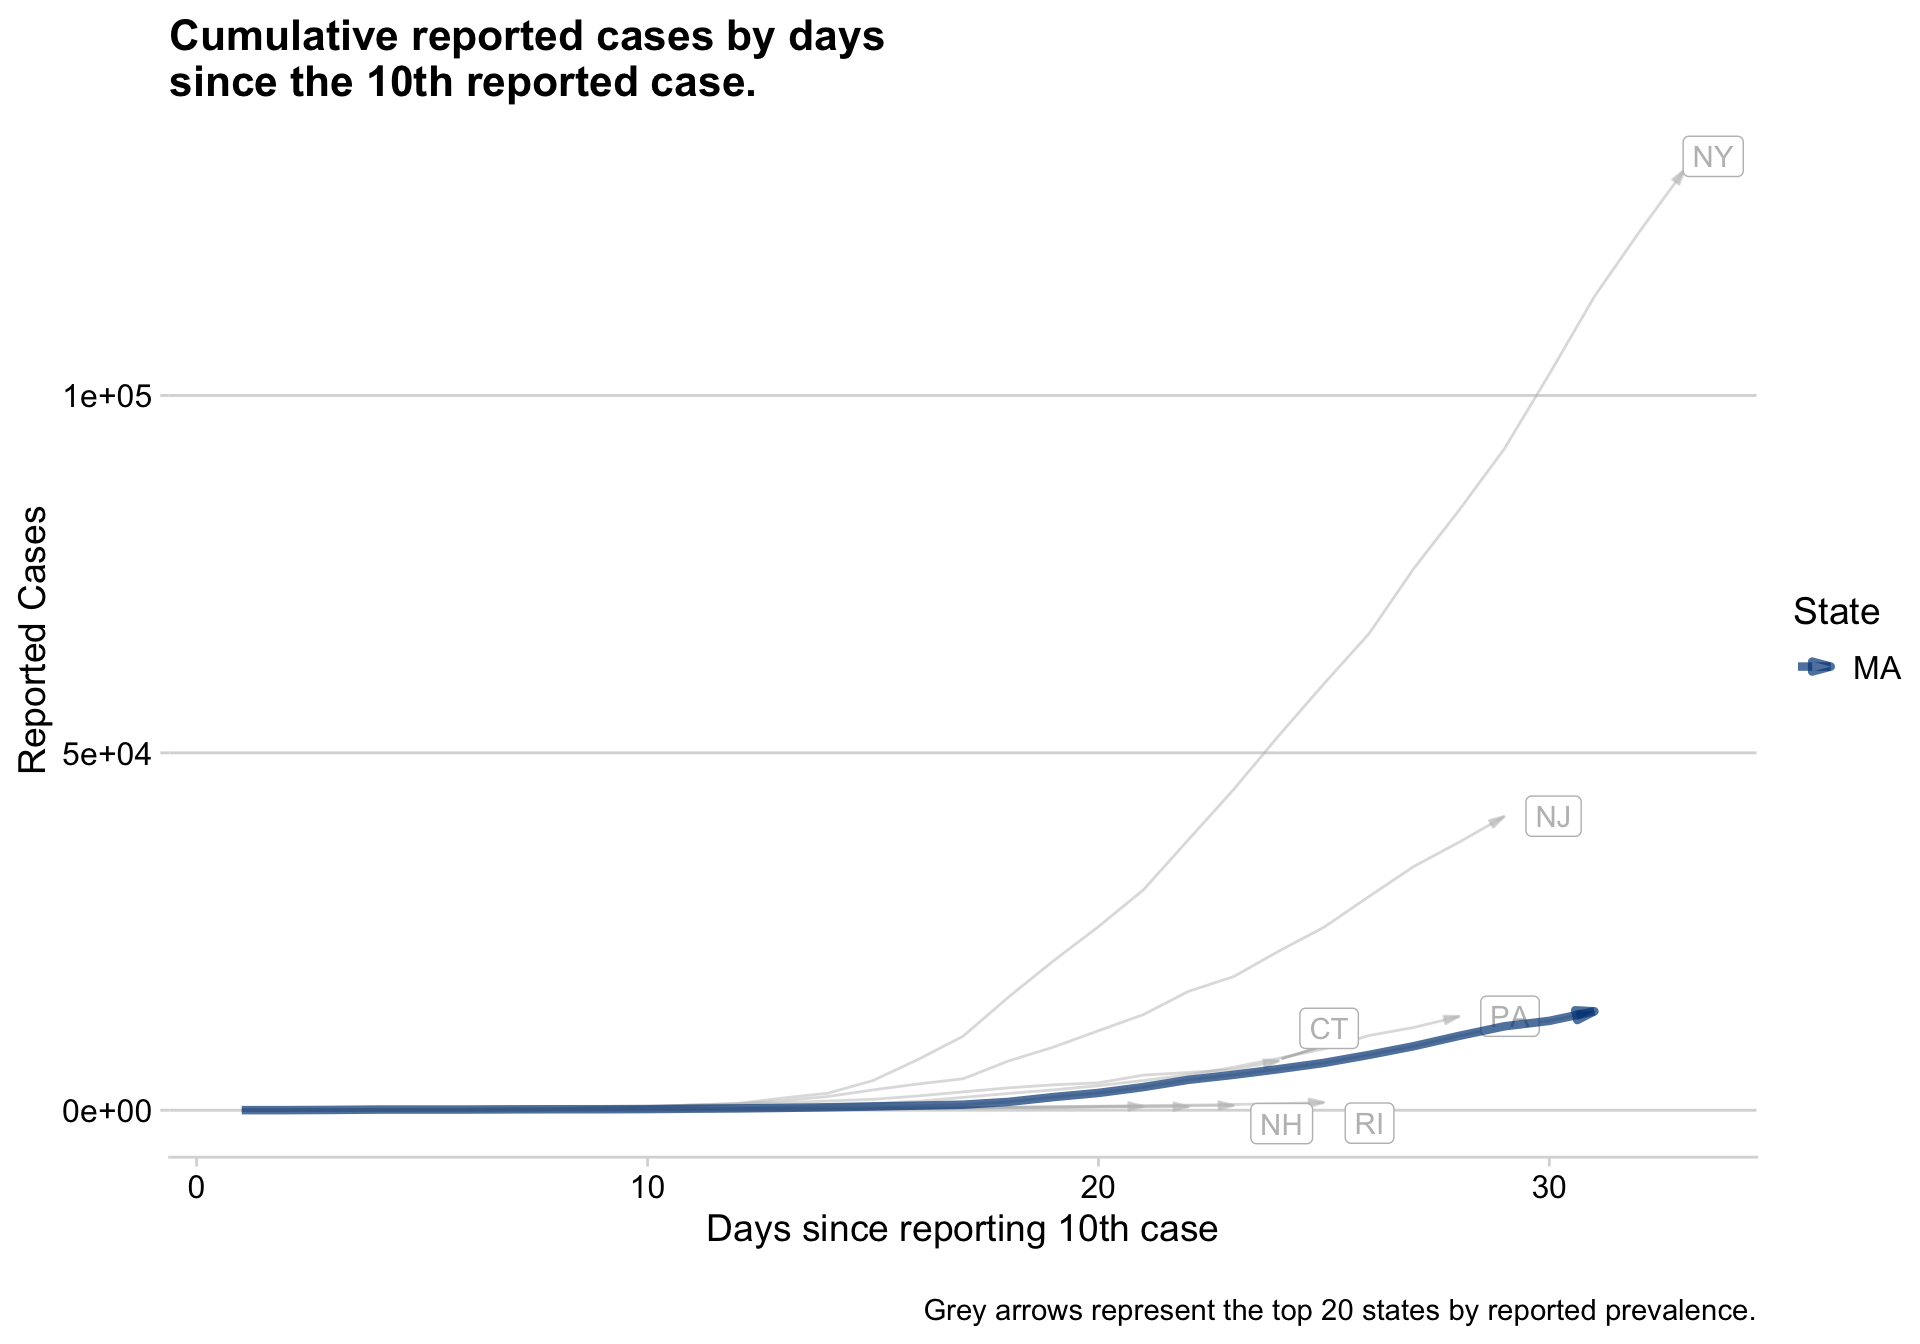 Cumulative reported cases by days
since the 10th reported case.
NY
1e+05
Reported Cases
State
MA
5e+04
NJ
PA
CT
0e+00
NH
RI
0
10
20
30
Days since reporting 10th case
Grey arrows represent the top 20 states by reported prevalence.